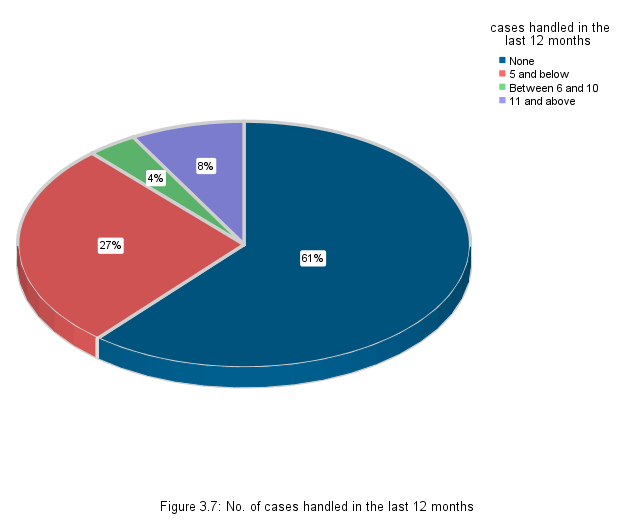 cases handled in the
last 12 months
None
5 and below
Between 6 and 10
11 and above
8%
4%
27%
61%
Figure 3.7: No. of cases handled in the last 12 months